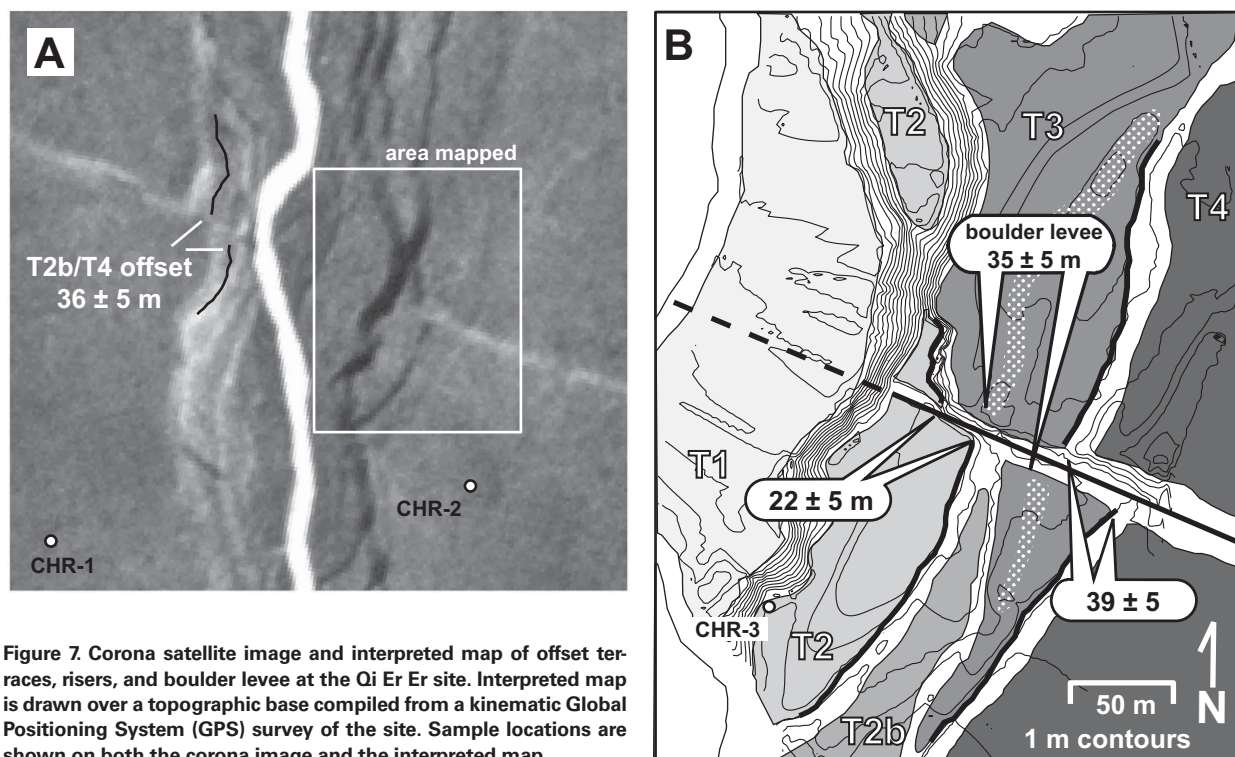 A
area mapped
T2b/T4 offset
36 ± 5 m
CHR-2
CHR-1
B
T2
T3
T4
boulder levee
35 ± 5 m
T1
22 ± 5 m
39 ± 5
CHR-3
T2
T2b
50 m
N
1 m contours
Figure 7. Corona satellite image and interpreted map of offset ter-
races, risers, and boulder levee at the Qi Er Er site. Interpreted map
is drawn over a topographic base compiled from a kinematic Global
Positioning System (GPS) survey of the site. Sample locations are
shown on both the corona image and the interpreted map.